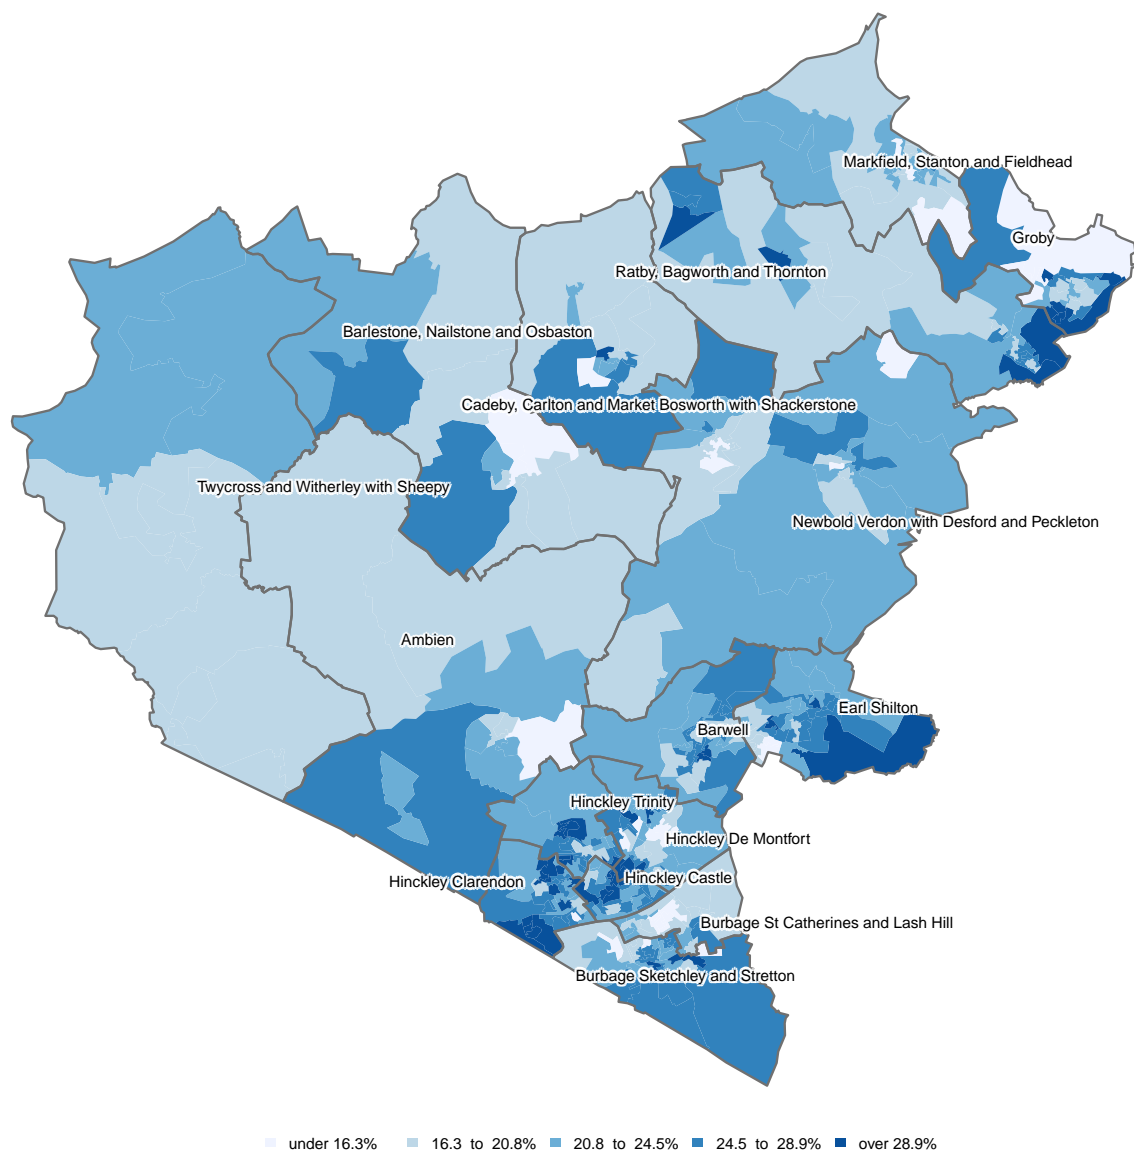 Markfield, Stanton and Fieldhead
Groby
Ratby, Bagworth and Thornton
Barlestone, Nailstone and Osbaston
Cadeby, Carlton and Market Bosworth with Shackerstone
Twycross and Witherley with Sheepy
Newbold Verdon with Desford and Peckleton
Ambien
Earl Shilton
Barwell
Hinckley Trinity
Hinckley De Montfort
Hinckley Clarendon
Hinckley Castle
Burbage St Catherines and Lash Hill
Burbage Sketchley and Stretton
under 16.3% 16.3 to 20.8% 20.8 to 24.5% 24.5 to 28.9% over 28.9%